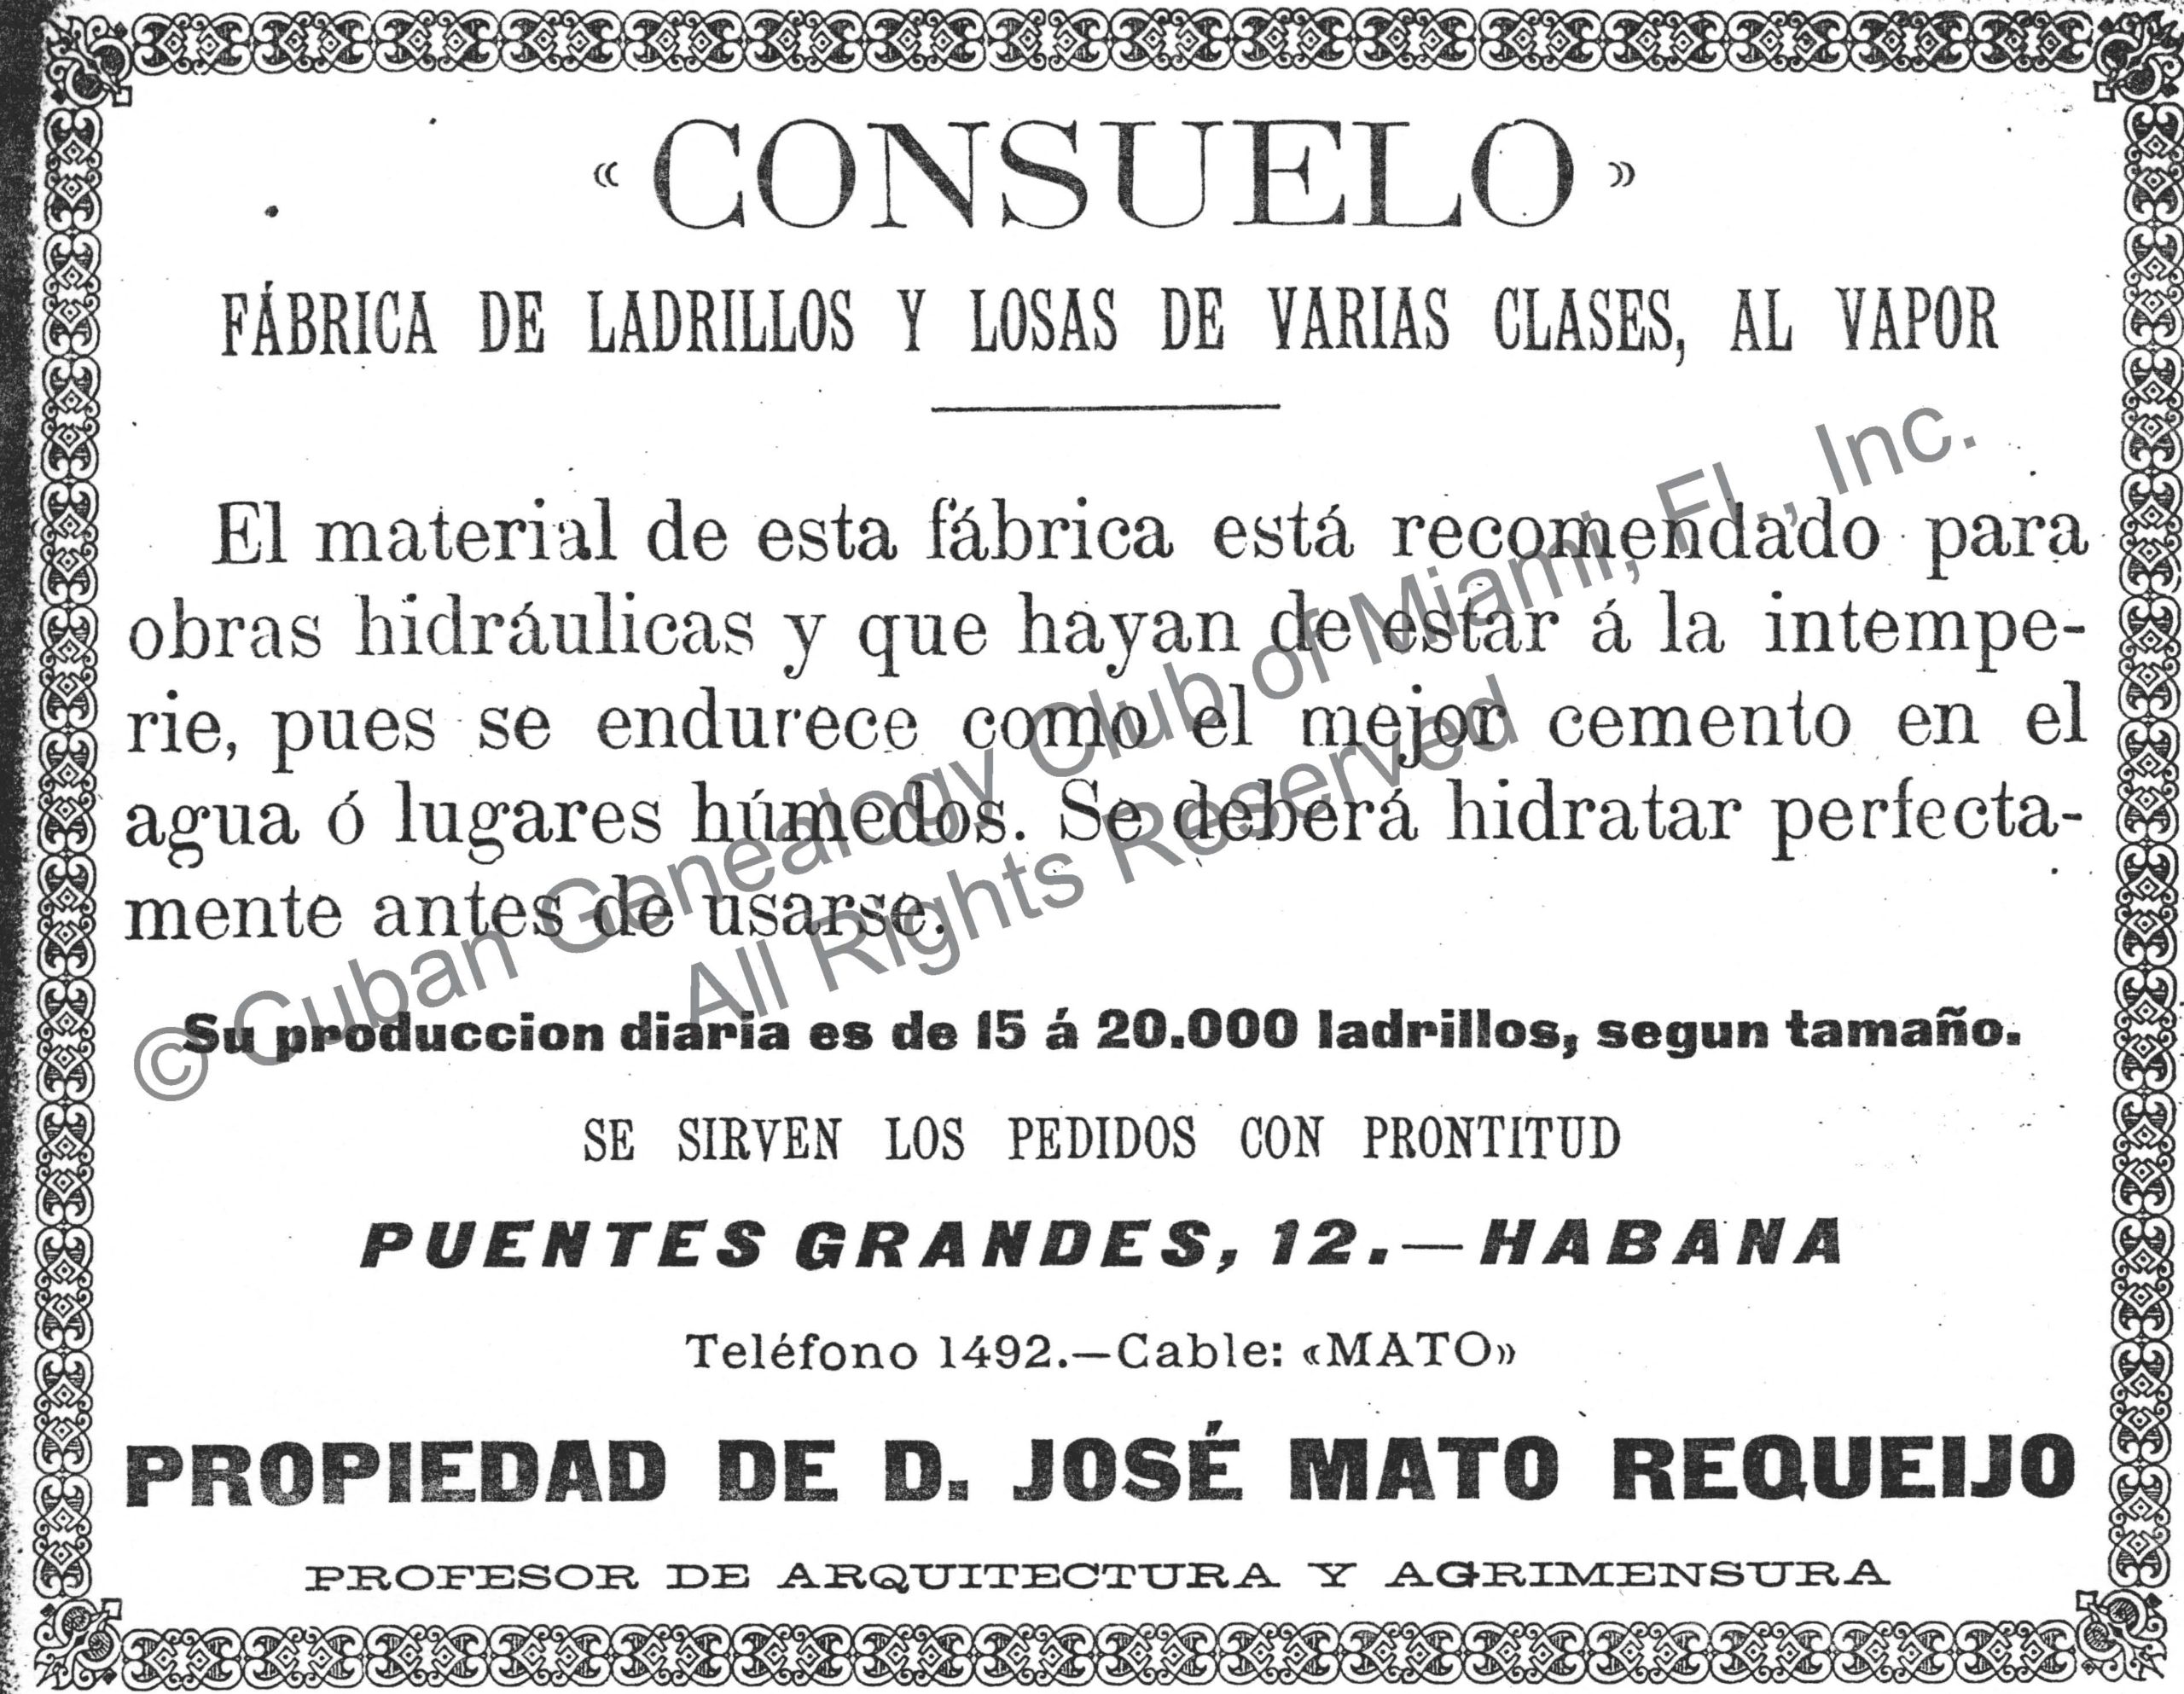 « CONSUELO »
FÁBRICA DE LADRILLOS Y LOSAS DE VARIAS CLASES, AL VAPOR
El material de esta fábrica está recomendado para
obras hidráulicas y que hayan de estar á la intempe-
rie, pues se endurece como el mejor cemento en el
agua ó lugares húmedos. Se deberá hidratar perfecta-
mente antes de usarse.
Su produccion diaria es de 15 á 20.000 ladrillos, segun tamaño.
SE SIRVEN LOS PEDIDOS CON PRONTITUD
PUENTES GRANDES, 12.—HABANA
Teléfono 1492.—Cable: «MATO»
PROPIEDAD DE D. JOSÉ MATO REQUEIJO
PROFESOR DE ARQUITECTURA Y AGRIMENSURA
© Cuban Genealogy Club of Miami, FL., Inc.
All Rights Reserved